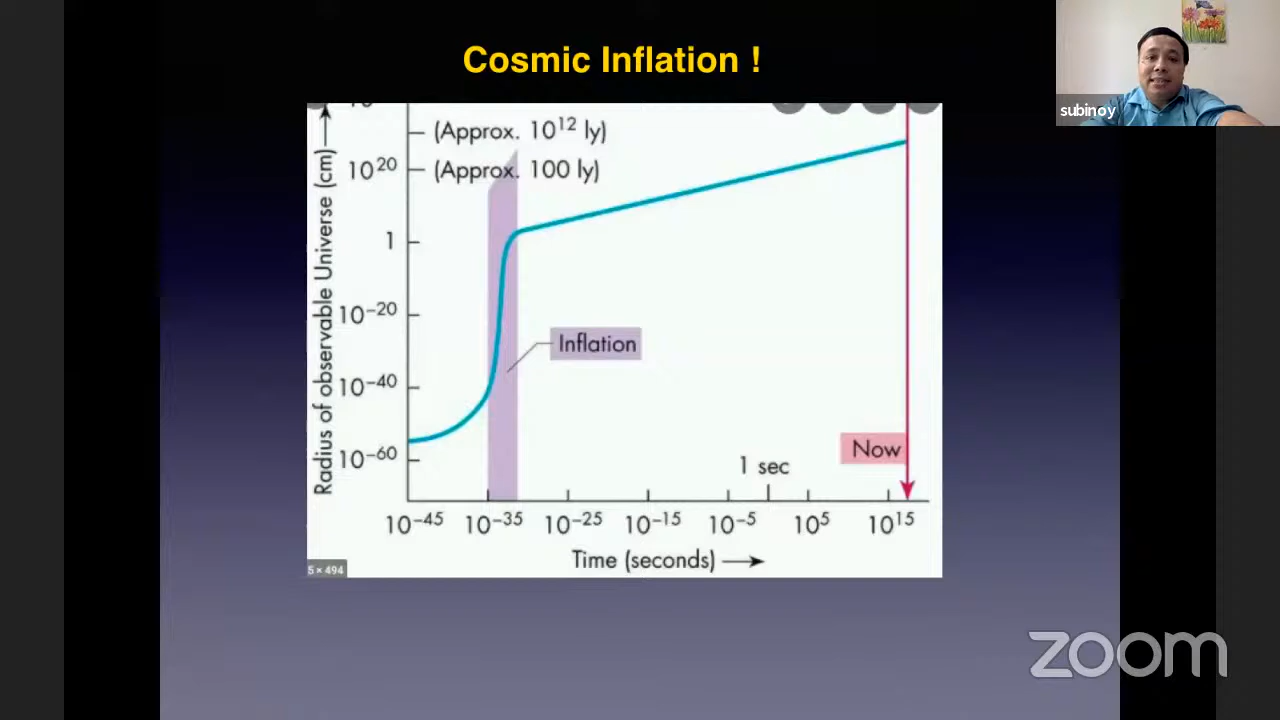 Cosmic Inflation !
subinoy
(Approx. 10¹² ly)
10²⁰
(Approx. 100 ly)
1
10⁻²⁰
10⁻⁴⁰
10⁻⁶⁰
Radius of observable Universe (cm)
Inflation
Now
1 sec
10⁻⁴⁵ 10⁻³⁵ 10⁻²⁵ 10⁻¹⁵ 10⁻⁵ 10⁵ 10¹⁵
Time (seconds)
5 × 494
zoom